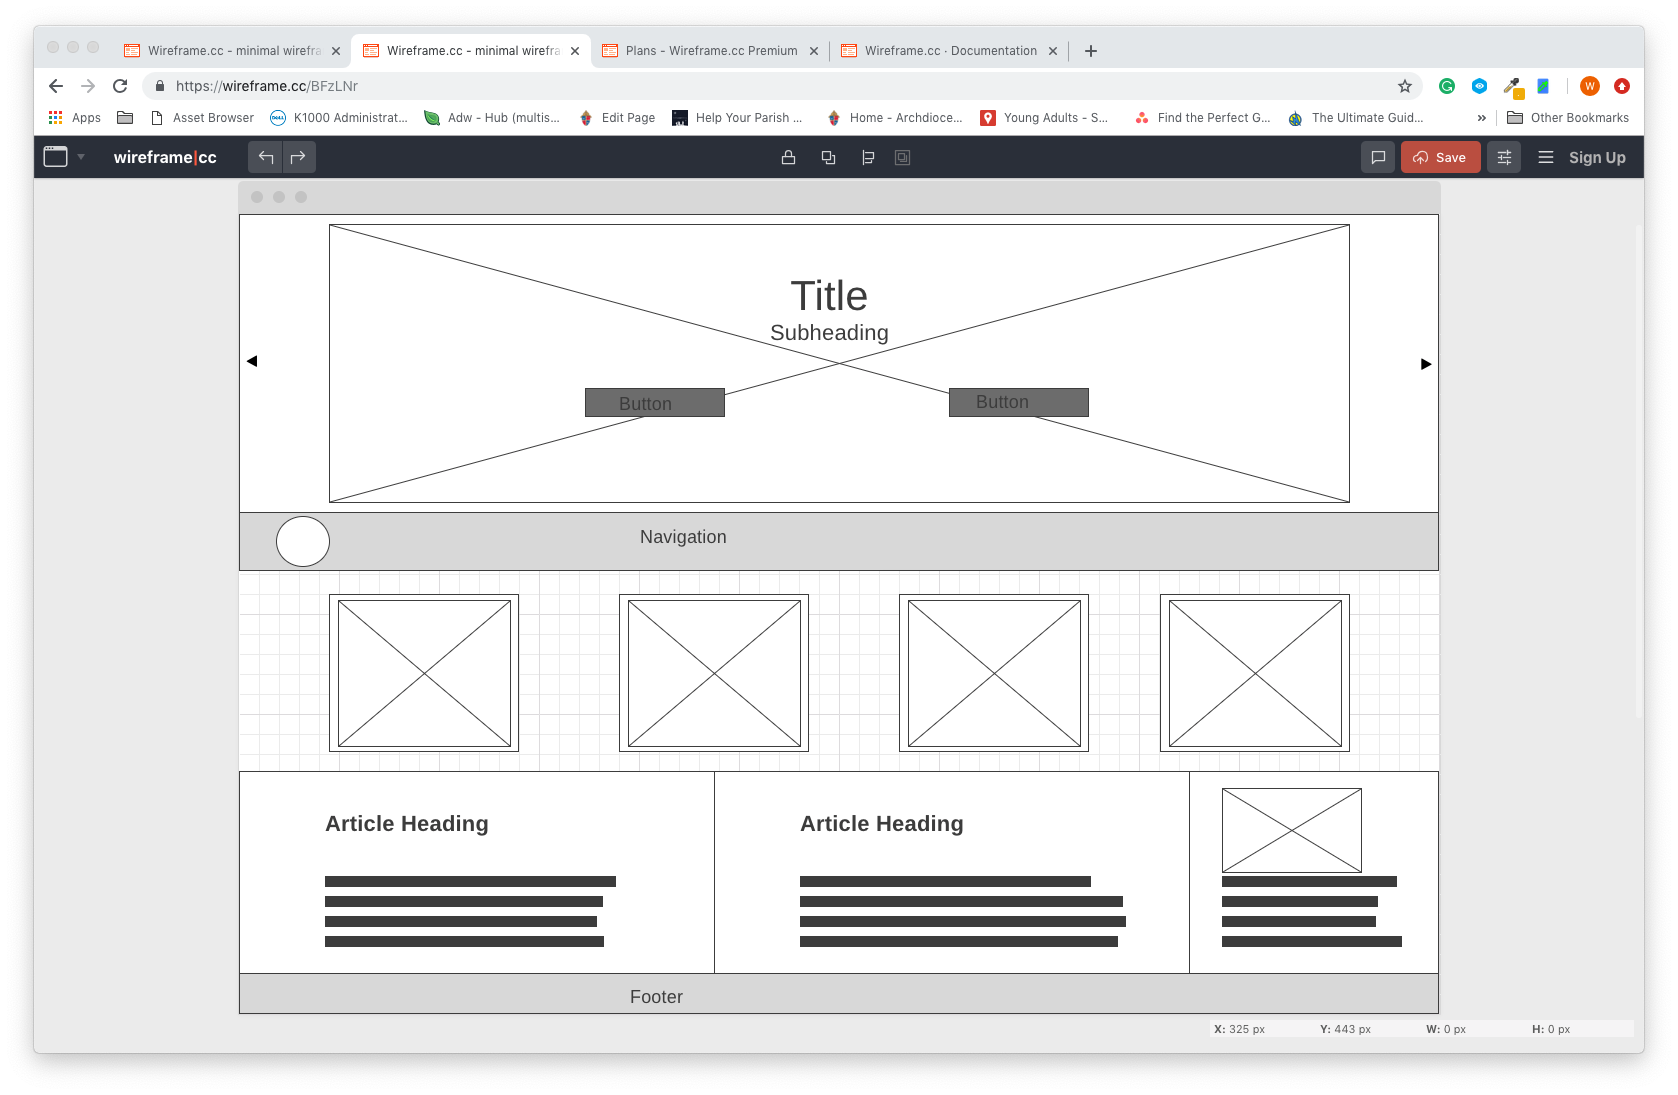 Wireframe.cc - minimal wirefra
Wireframe.cc - minimal wirefra
Plans - Wireframe.cc Premium
Wireframe.cc · Documentation
https://wireframe.cc/BFzLNr
W
Apps
Asset Browser
K1000 Administrat...
Adw - Hub (multis...
Edit Page
Help Your Parish ...
Home - Archdioce...
Young Adults - S...
Find the Perfect G...
The Ultimate Guid...
»
Other Bookmarks
wireframe|cc
Save
Sign Up
Title
Subheading
Button
Button
Navigation
Article Heading
Article Heading
Footer
X: 325 px
Y: 443 px
W: 0 px
H: 0 px